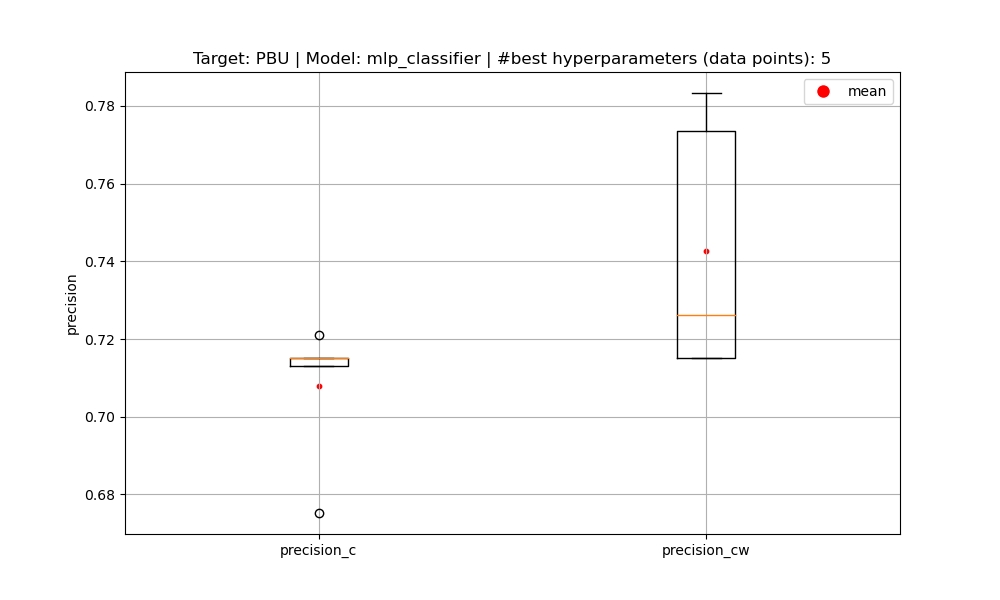 Target: PBU | Model: mlp_classifier | #best hyperparameters (data points): 5
mean
0.78
0.76
0.74
0.72
0.70
0.68
precision
precision_c
precision_cw